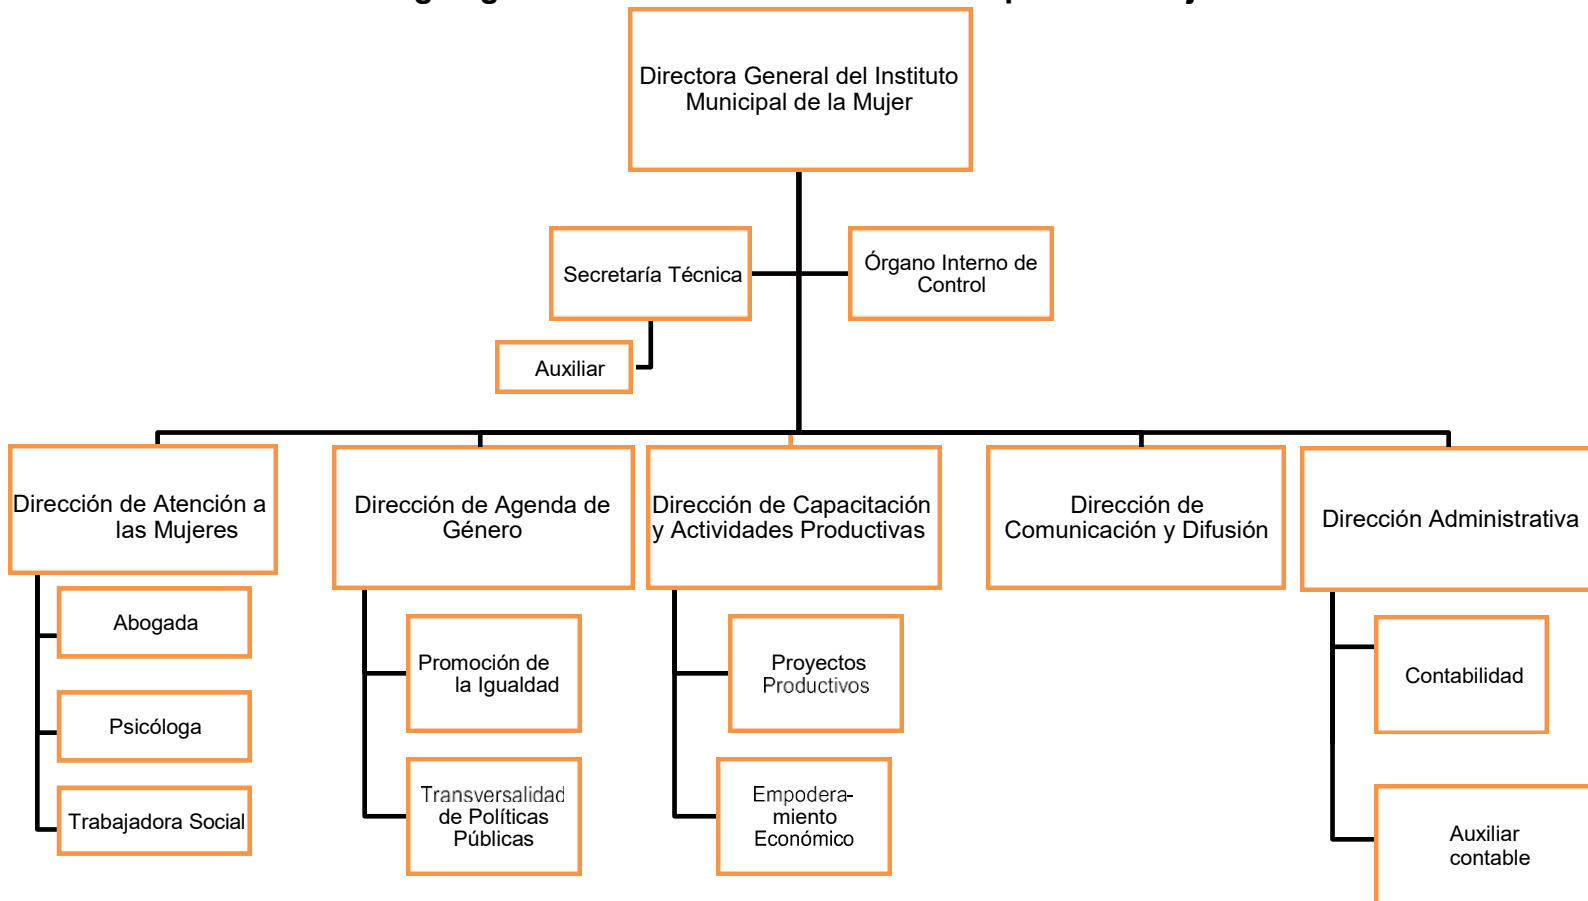 Directora General del Instituto
Municipal de la Mujer
Secretaría Técnica
Órgano Interno de
Control
Auxiliar
Dirección de Atención a
las Mujeres
Dirección de Agenda de
Género
Dirección de Capacitación
y Actividades Productivas
Dirección de
Comunicación y Difusión
Dirección Administrativa
Abogada
Psicóloga
Trabajadora Social
Promoción de
la Igualdad
Transversalidad
de Políticas
Públicas
Proyectos
Productivos
Empodera-
miento
Económico
Contabilidad
Auxiliar
contable